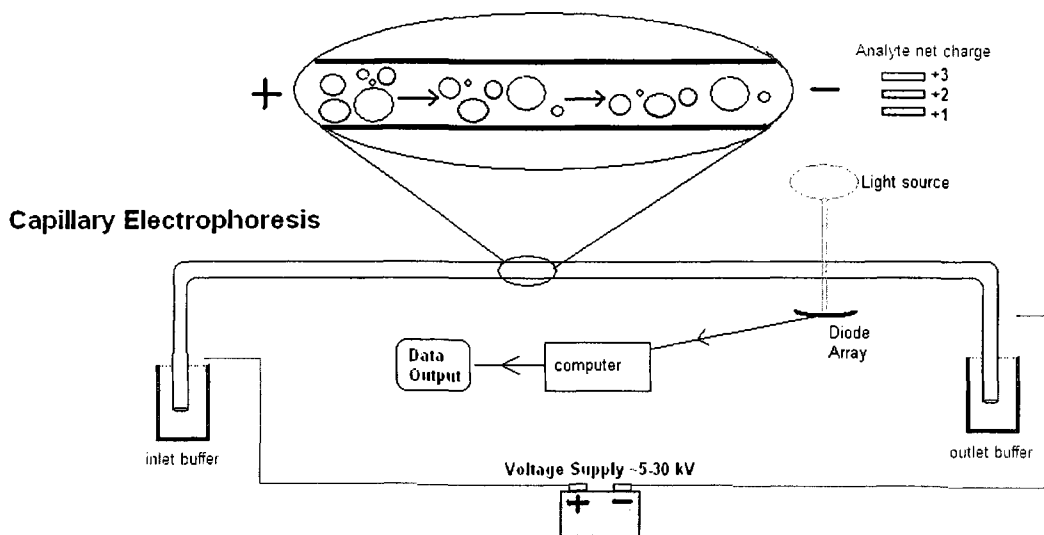 Analyte net charge
+3
+
−
+2
+1
Light source
Capillary Electrophoresis
Diode
Array
Data
Output
computer
inlet buffer
outlet buffer
Voltage Supply ~5-30 kV
+ −